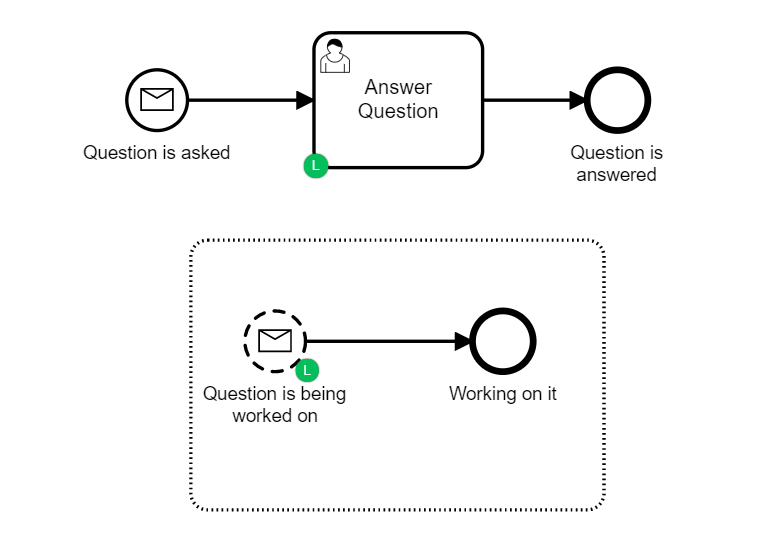 Answer
Question
L
Question is asked
Question is
answered
L
Question is being
worked on
Working on it